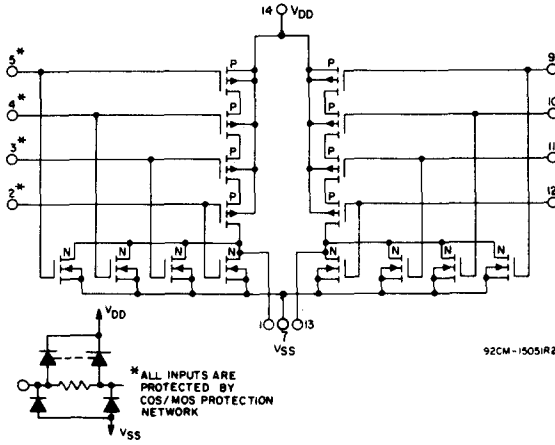 14 VDD
5*
4*
3*
2*
P
P
P
P
P
P
P
P
9
10
11
12
N
N
N
N
N
N
N
N
1
7
13
VSS
92CM-15051R2
VDD
*ALL INPUTS ARE
PROTECTED BY
COS/MOS PROTECTION
NETWORK
VSS